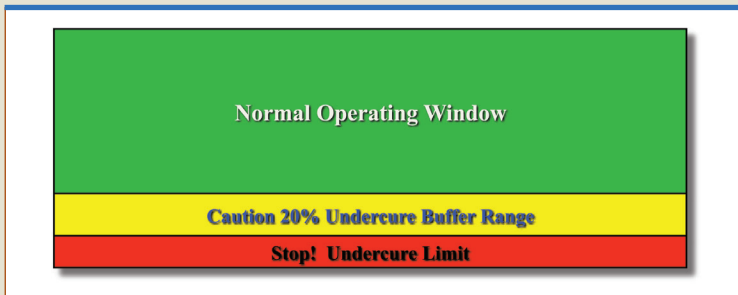 Normal Operating Window
Caution 20% Undercure Buffer Range
Stop! Undercure Limit